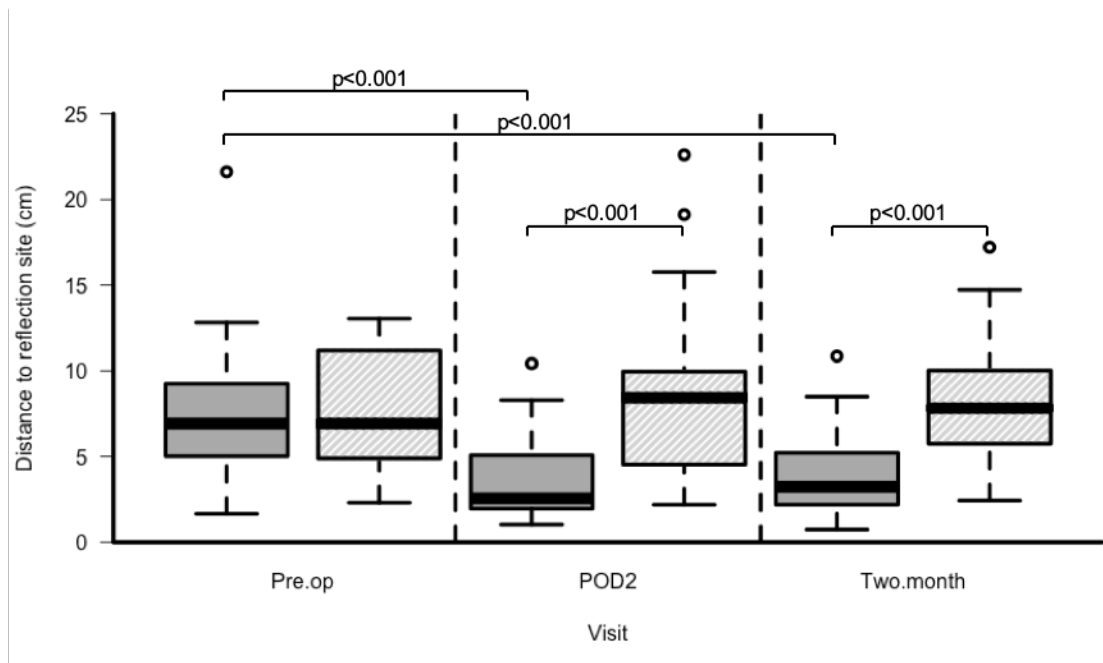 p<0.001
p<0.001
p<0.001
p<0.001
25
20
15
10
5
0
Distance to reflection site (cm)
Pre.op
POD2
Two.month
Visit